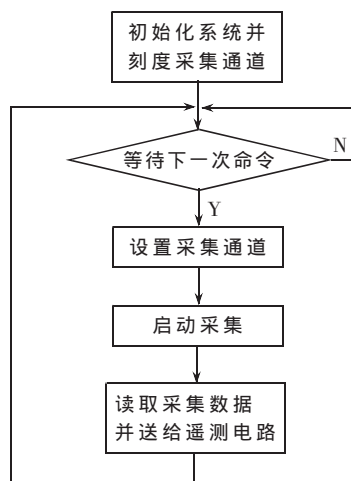 初始化系统并
刻度采集通道
等待下一次命令
N
Y
设置采集通道
启动采集
读取采集数据
并送给遥测电路